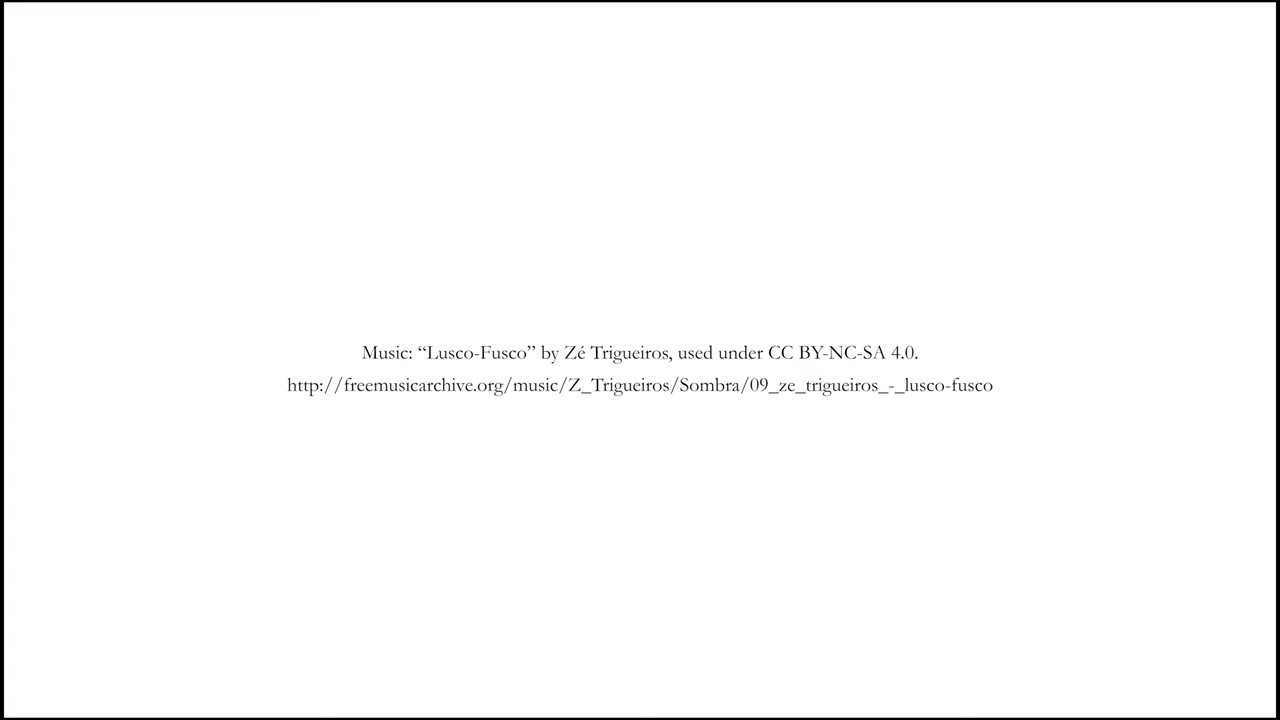 Music: “Lusco-Fusco” by Zé Trigueiros, used under CC BY-NC-SA 4.0.
http://freemusicarchive.org/music/Z_Trigueiros/Sombra/09_ze_trigueiros_-_lusco-fusco